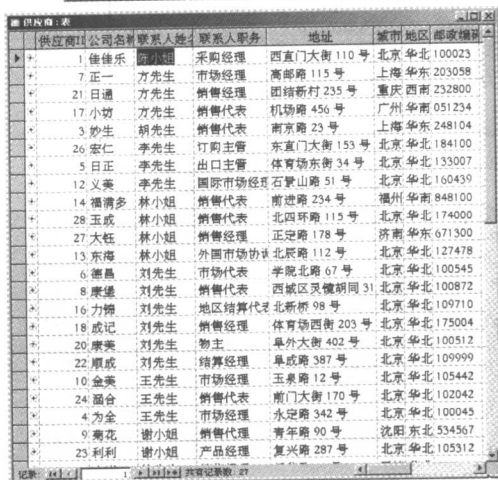 供应商：表
供应商II 公司名称 联系人姓名 联系人职务 地址 城市 地区 邮政编码
1 佳佳乐 陈小姐 采购经理 西直门大街 110 号 北京 华北 100023
7 正一 方先生 市场经理 高邮路 115 号 上海 华东 203058
21 日通 方先生 销售经理 团结新村 235 号 重庆 西南 232800
17 小坊 方先生 销售代表 机场路 456 号 广州 华南 051234
3 妙生 胡先生 销售代表 南京路 23 号 上海 华东 248104
26 宏仁 李先生 订购主管 东直门大街 153 号 北京 华北 184100
5 日正 李先生 出口主管 体育场东街 34 号 北京 华北 133007
12 义美 李先生 国际市场经理 石景山路 51 号 北京 华北 160439
14 福满多 林小姐 销售代表 前进路 234 号 福州 华南 848100
28 玉成 林小姐 销售代表 北四环路 115 号 北京 华北 174000
27 大钰 林小姐 销售经理 正定路 178 号 济南 华东 671300
13 东海 林小姐 外国市场协调 北辰路 112 号 北京 华北 127478
6 德昌 刘先生 市场代表 学院北路 67 号 北京 华北 100545
8 康堡 刘先生 销售代表 西城区灵镜胡同 31 北京 华北 100872
16 力锦 刘先生 地区结算代表 北新桥 98 号 北京 华北 109710
18 成记 刘先生 销售经理 体育场西街 203 号 北京 华北 175004
20 康美 刘先生 物主 阜外大街 402 号 北京 华北 100512
22 顺成 刘先生 结算经理 阜成路 387 号 北京 华北 109999
10 金美 王先生 市场经理 玉泉路 12 号 北京 华北 105442
24 涵合 王先生 销售代表 前门大街 170 号 北京 华北 102042
4 为全 王先生 市场经理 永定路 342 号 北京 华北 100045
9 菊花 谢小姐 销售代表 青年路 90 号 沈阳 东北 534567
23 利利 谢小姐 产品经理 复兴路 287 号 北京 华北 105312
记录: 1 共有记录数: 27